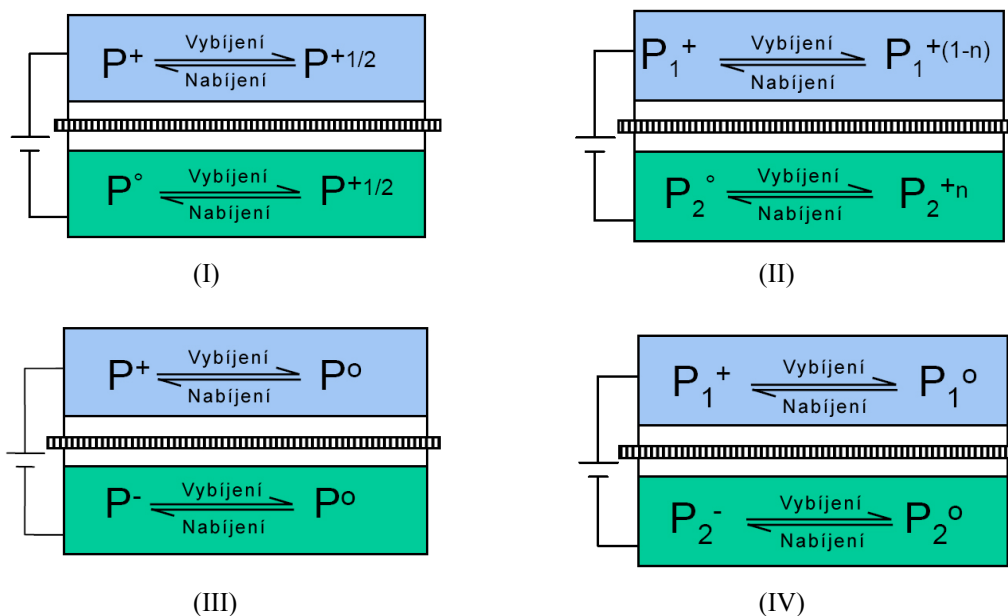 Vybíjení
P⁺ P⁺¹/²
Nabíjení
Vybíjení
P° P⁺¹/²
Nabíjení
(I)
Vybíjení
P₁⁺ P₁⁺⁽¹⁻ⁿ⁾
Nabíjení
Vybíjení
P₂° P₂⁺ⁿ
Nabíjení
(II)
Vybíjení
P⁺ Pᵒ
Nabíjení
Vybíjení
P⁻ Pᵒ
Nabíjení
(III)
Vybíjení
P₁⁺ P₁ᵒ
Nabíjení
Vybíjení
P₂⁻ P₂ᵒ
Nabíjení
(IV)